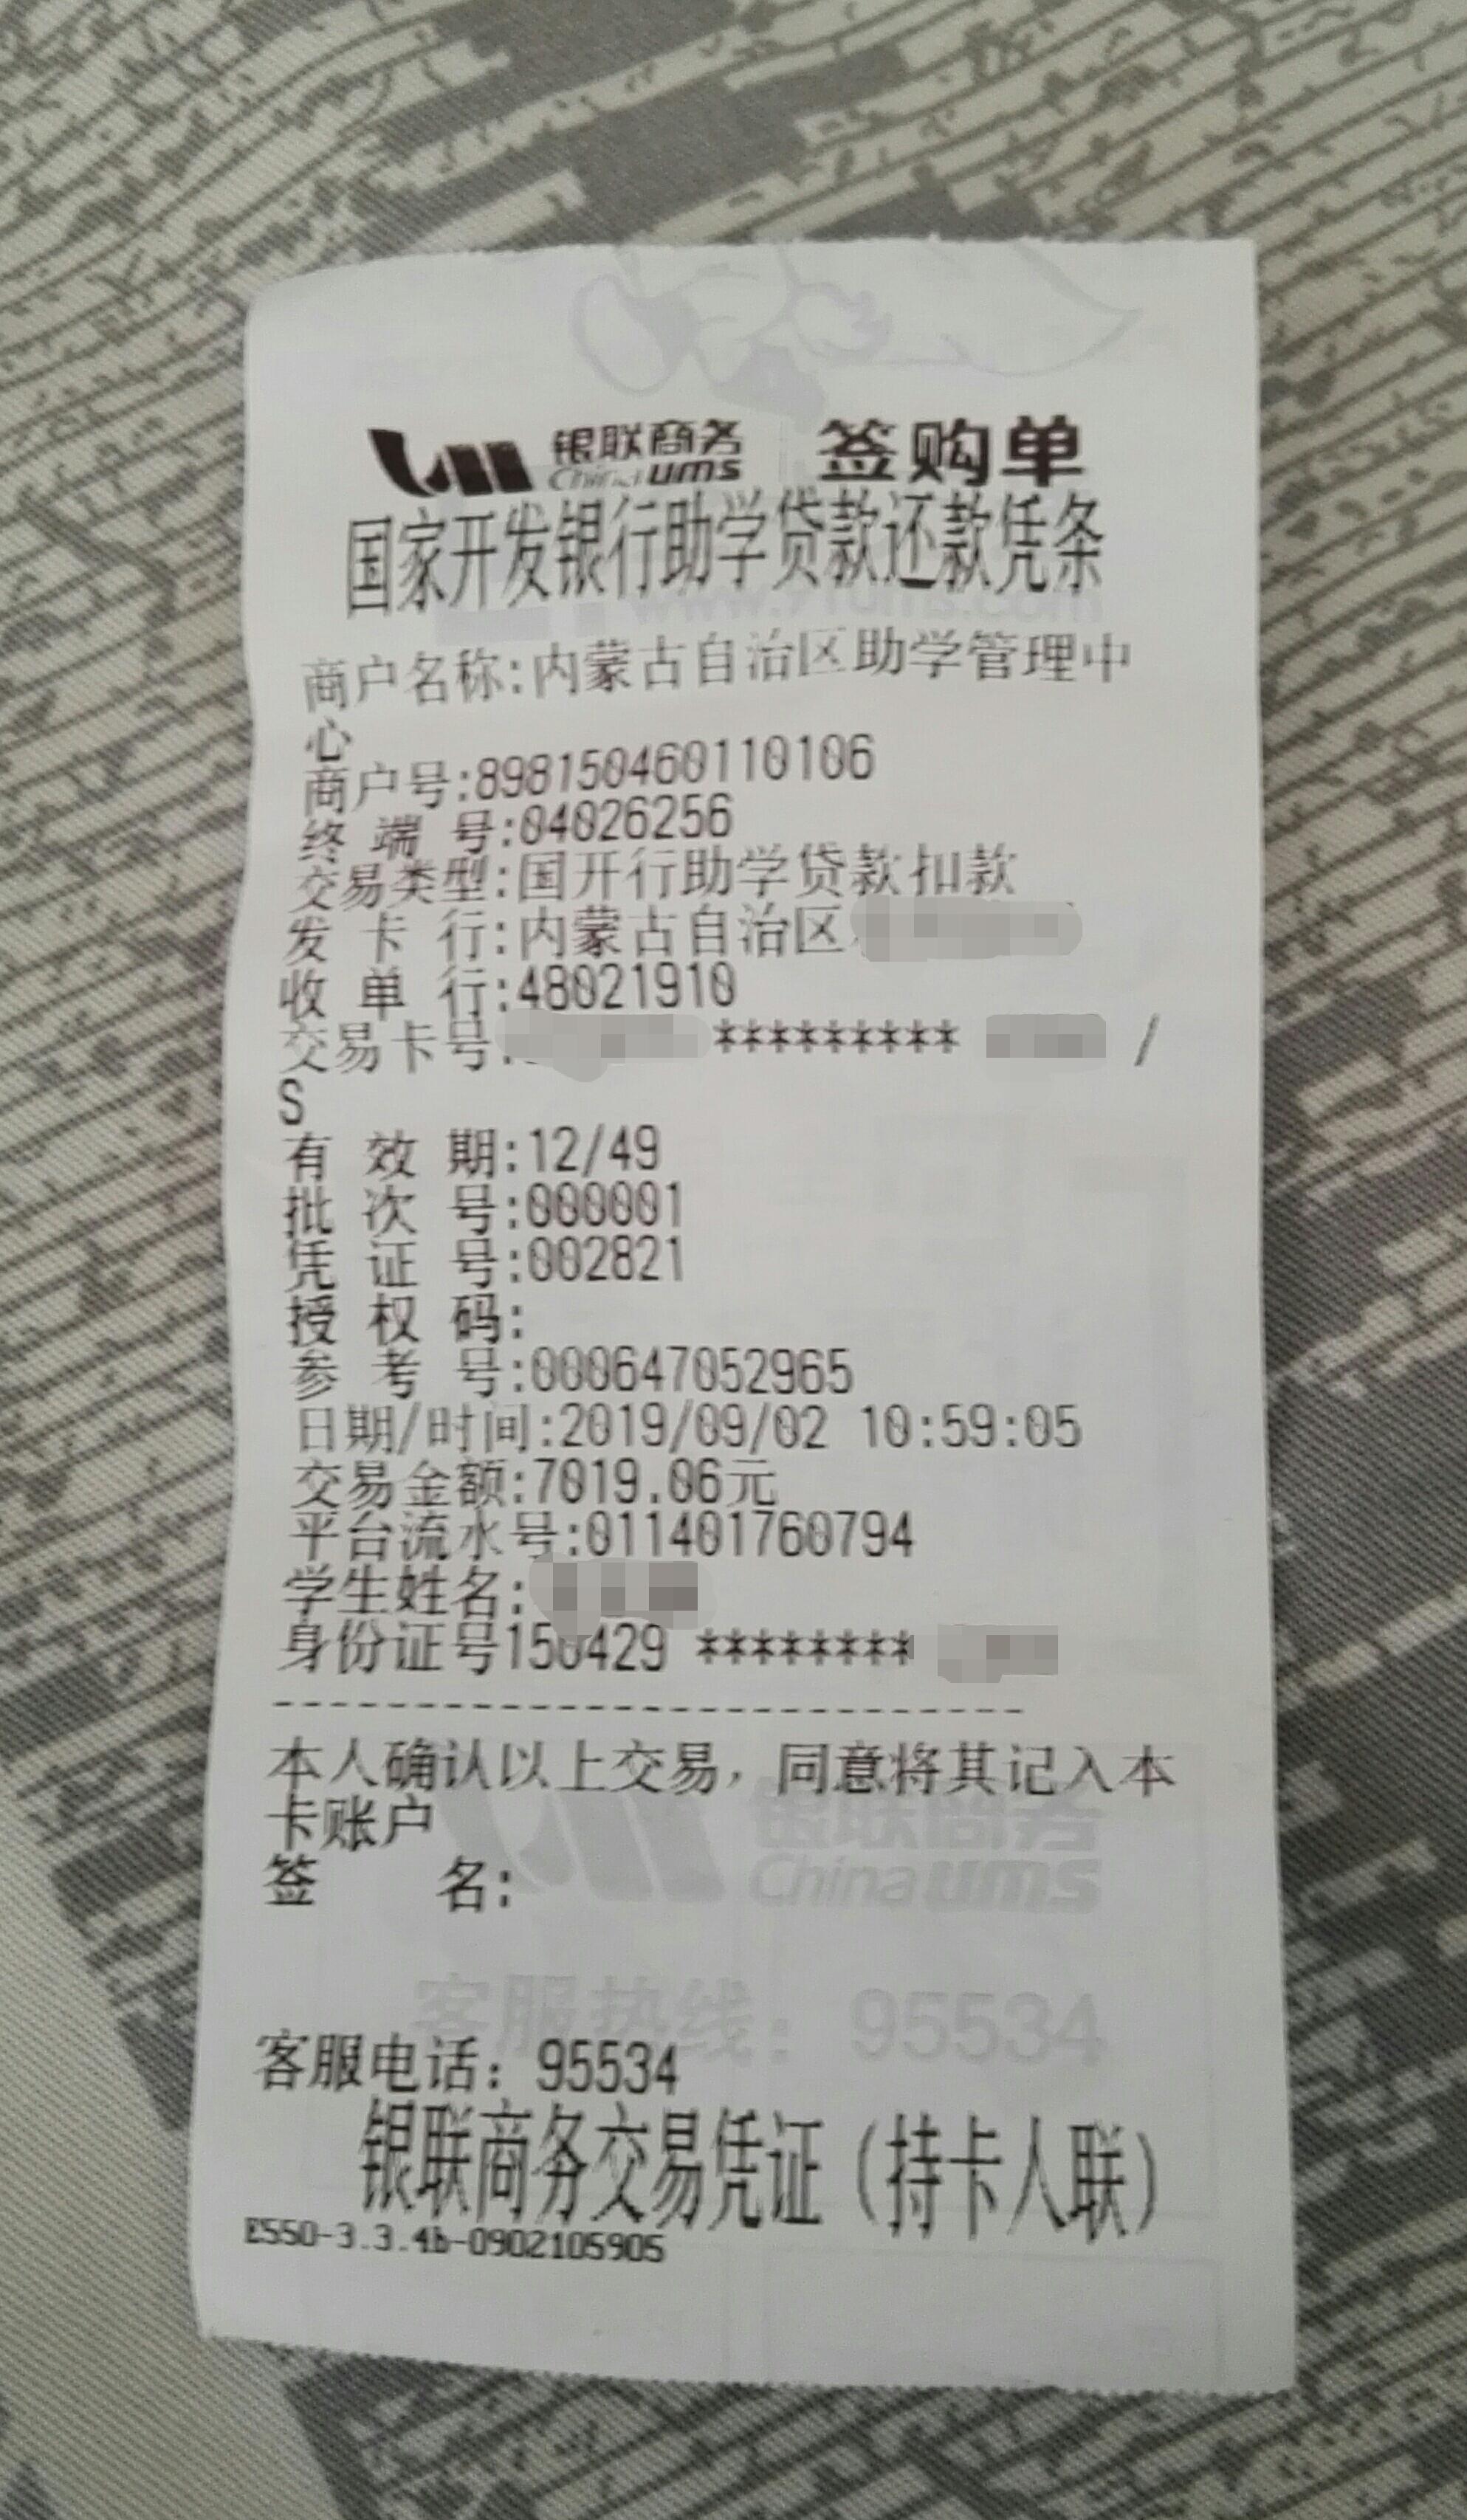 银联商务 签购单
China ums
国家开发银行助学贷款还款凭条
www.
商户名称:内蒙古自治区助学管理中
心
商户号:898150460110106
终 端 号:04026256
交易类型:国开行助学贷款扣款
发 卡 行:内蒙古自治区
收 单 行:48021910
交易卡号: ********* /
S
有 效 期:12/49
批 次 号:000001
凭 证 号:002821
授 权 码:
参 考 号:000647052965
日期/时间:2019/09/02 10:59:05
交易金额:7019.06元
平台流水号:011401760794
学生姓名:
身份证号150429 ********
--------------------------
本人确认以上交易，同意将其记入本
卡账户
银联商务
China ums
签 名:
客服热线：95534
客服电话：95534
银联商务交易凭证(持卡人联)
E550-3.3.4b-0902105905